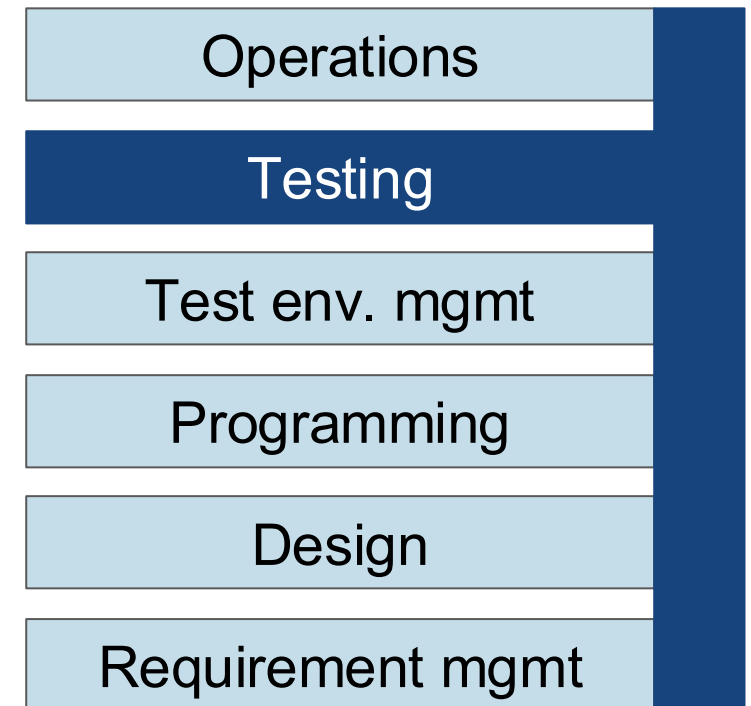 Operations
Testing
Test env. mgmt
Programming
Design
Requirement mgmt